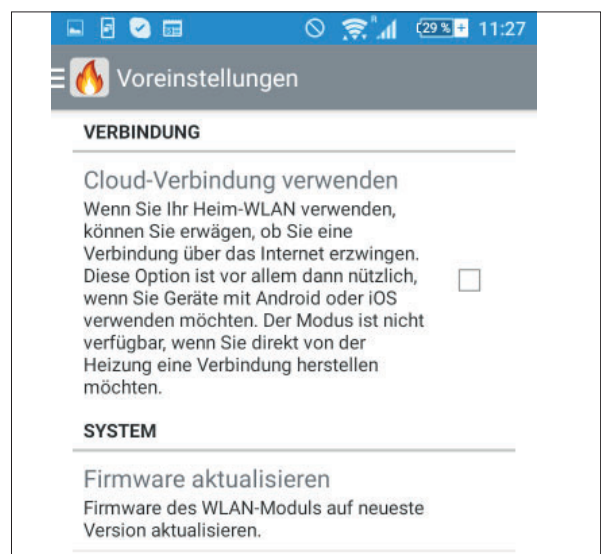 R 29 % 11:27
Voreinstellungen
VERBINDUNG
Cloud-Verbindung verwenden
Wenn Sie Ihr Heim-WLAN verwenden,
können Sie erwägen, ob Sie eine
Verbindung über das Internet erzwingen.
Diese Option ist vor allem dann nützlich,
wenn Sie Geräte mit Android oder iOS
verwenden möchten. Der Modus ist nicht
verfügbar, wenn Sie direkt von der
Heizung eine Verbindung herstellen
möchten.
SYSTEM
Firmware aktualisieren
Firmware des WLAN-Moduls auf neueste
Version aktualisieren.